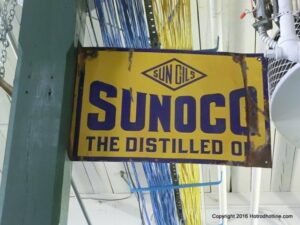 SUN OILS
SUNOCO
THE DISTILLED OI
Copyright 2016 Hotrodhotline.com